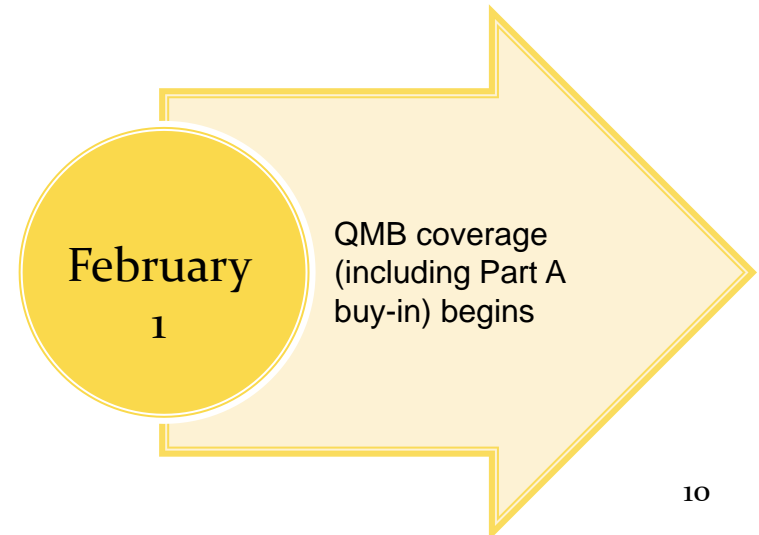 February
1
QMB coverage
(including Part A
buy-in) begins
10